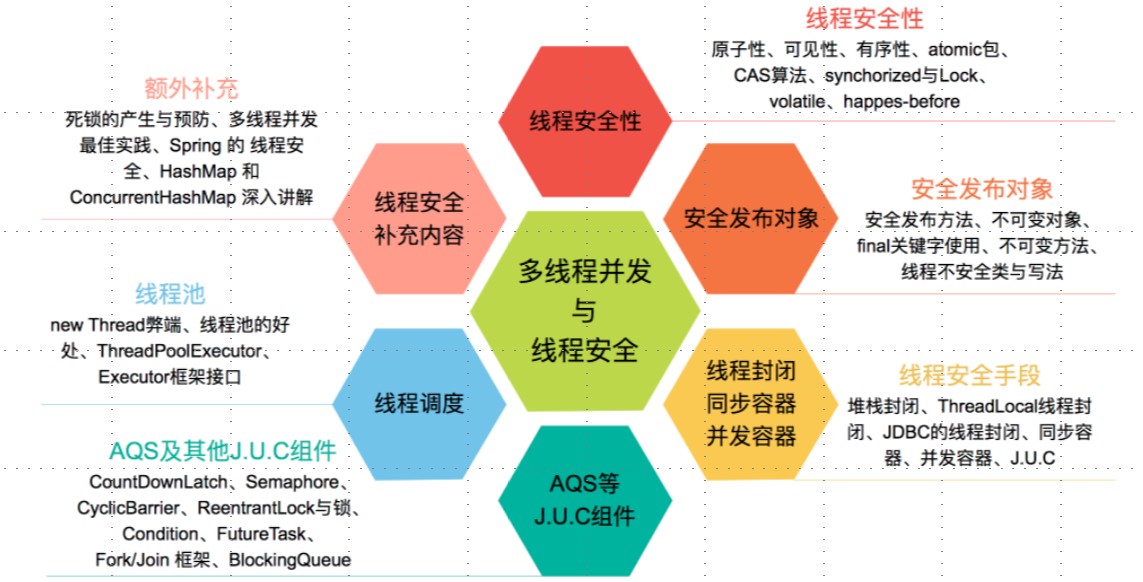 线程安全性
原子性、可见性、有序性、atomic包、
CAS算法、synchorized与Lock、
volatile、happes-before
额外补充
死锁的产生与预防、多线程并发
最佳实践、Spring 的 线程安
全、HashMap 和
ConcurrentHashMap 深入讲解
线程安全性
线程安全
补充内容
安全发布对象
安全发布对象
安全发布方法、不可变对象、
final关键字使用、不可变方法、
线程不安全类与写法
多线程并发
与
线程安全
线程池
new Thread弊端、线程池的好
处、ThreadPoolExecutor、
Executor框架接口
线程调度
线程封闭
同步容器
并发容器
线程安全手段
堆栈封闭、ThreadLocal线程封
闭、JDBC的线程封闭、同步容
器、并发容器、J.U.C
AQS及其他J.U.C组件
CountDownLatch、Semaphore、
CyclicBarrier、ReentrantLock与锁、
Condition、FutureTask、
Fork/Join 框架、BlockingQueue
AQS等
J.U.C组件